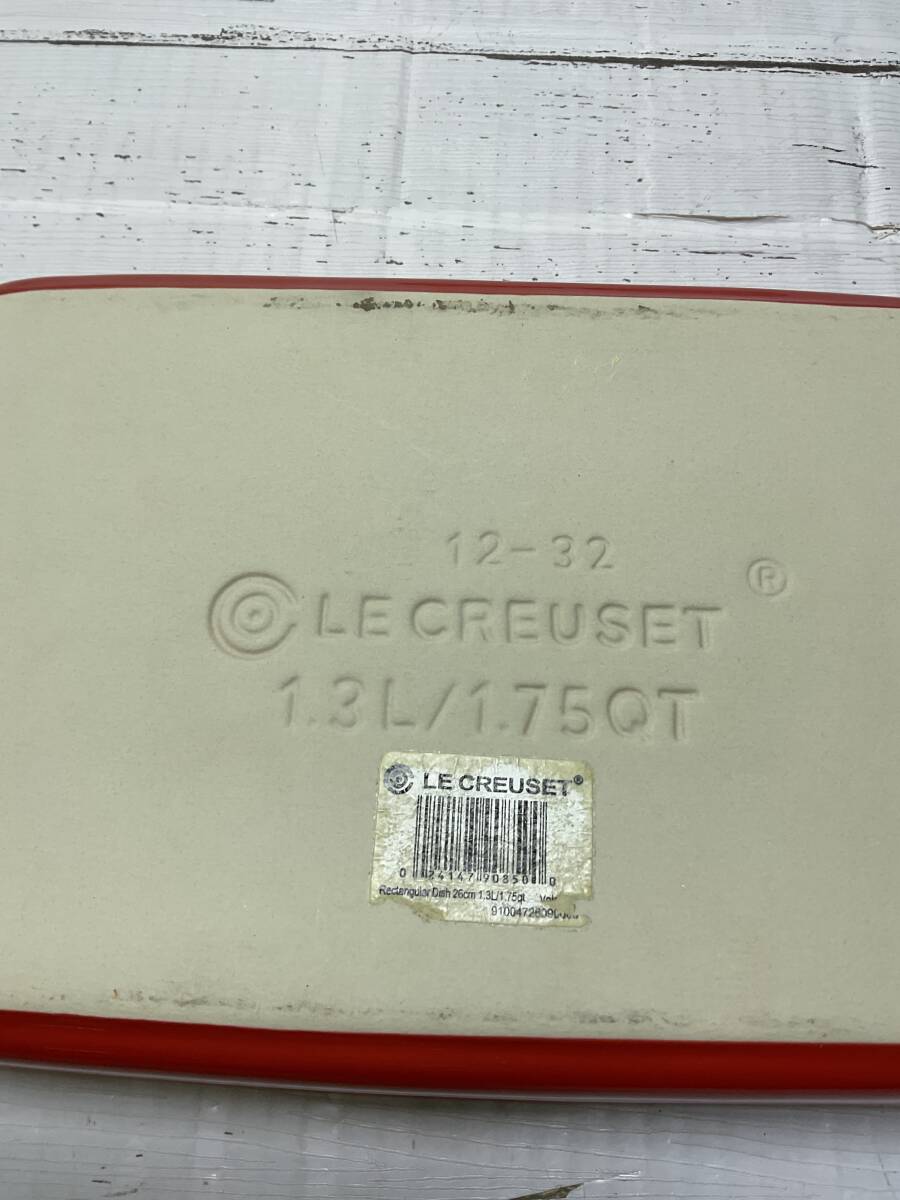 12-32
LE CREUSET ®
1.3L/1.75QT
LE CREUSET®
Rectangular Dish 26cm 1.3L/1.75qt